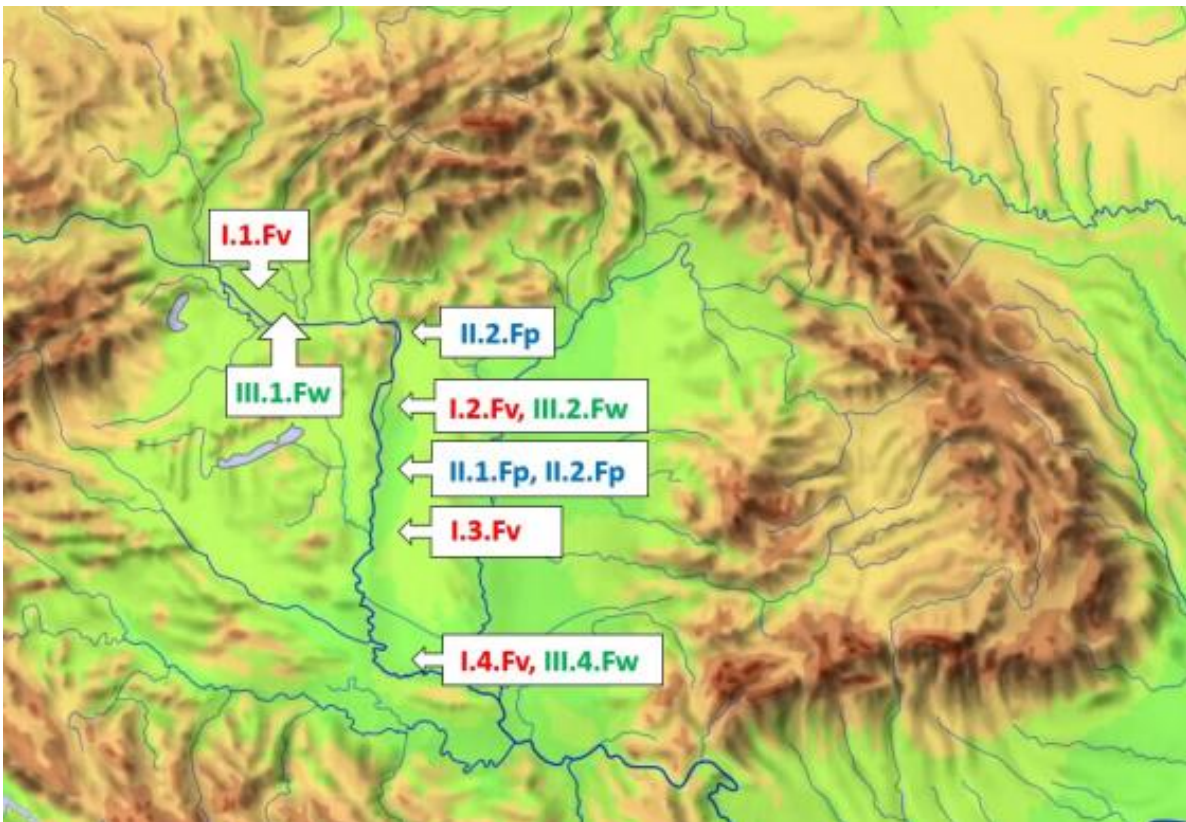 I.1.Fv
II.2.Fp
III.1.Fw
I.2.Fv, III.2.Fw
II.1.Fp, II.2.Fp
I.3.Fv
I.4.Fv, III.4.Fw